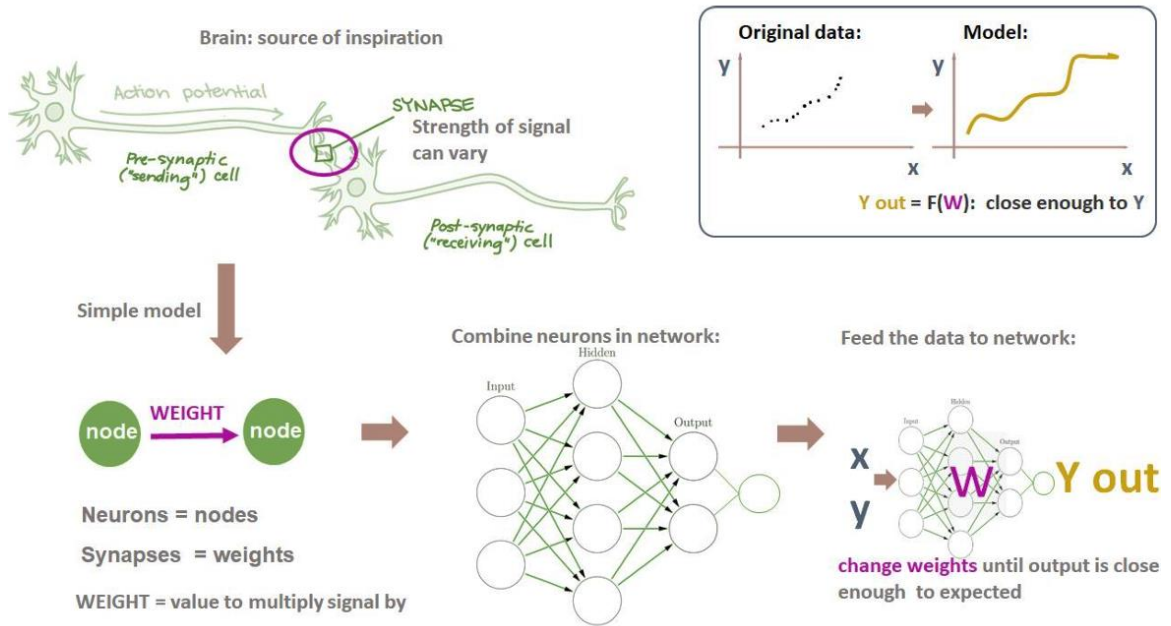 Brain: source of inspiration
Action potential
SYNAPSE
Strength of signal
can vary
Pre-synaptic
("sending") cell
Post-synaptic
("receiving") cell
Original data:
Model:
y
x
y
x
Y out = F(W): close enough to Y
Simple model
node
WEIGHT
node
Neurons = nodes
Synapses = weights
WEIGHT = value to multiply signal by
Combine neurons in network:
Hidden
Input
Output
Feed the data to network:
Hidden
Input
Output
x
y
W
Y out
change weights until output is close
enough to expected